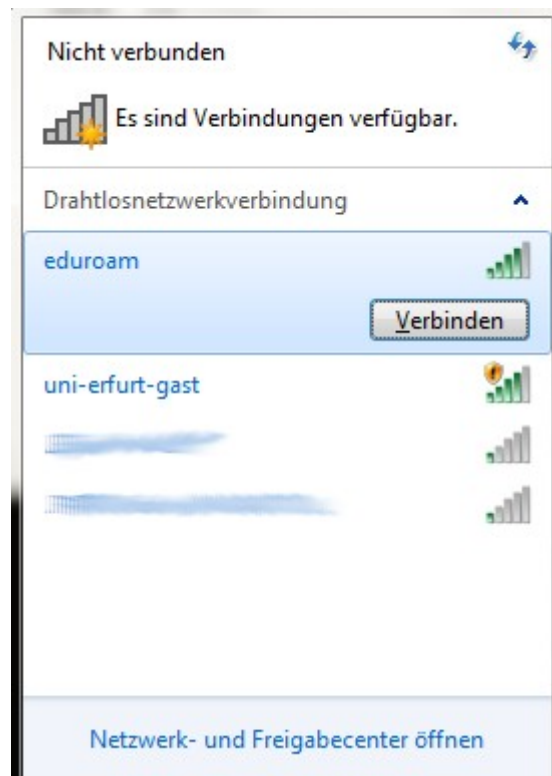 Nicht verbunden
Es sind Verbindungen verfügbar.
Drahtlosnetzwerkverbindung
eduroam
Verbinden
uni-erfurt-gast
Netzwerk- und Freigabecenter öffnen